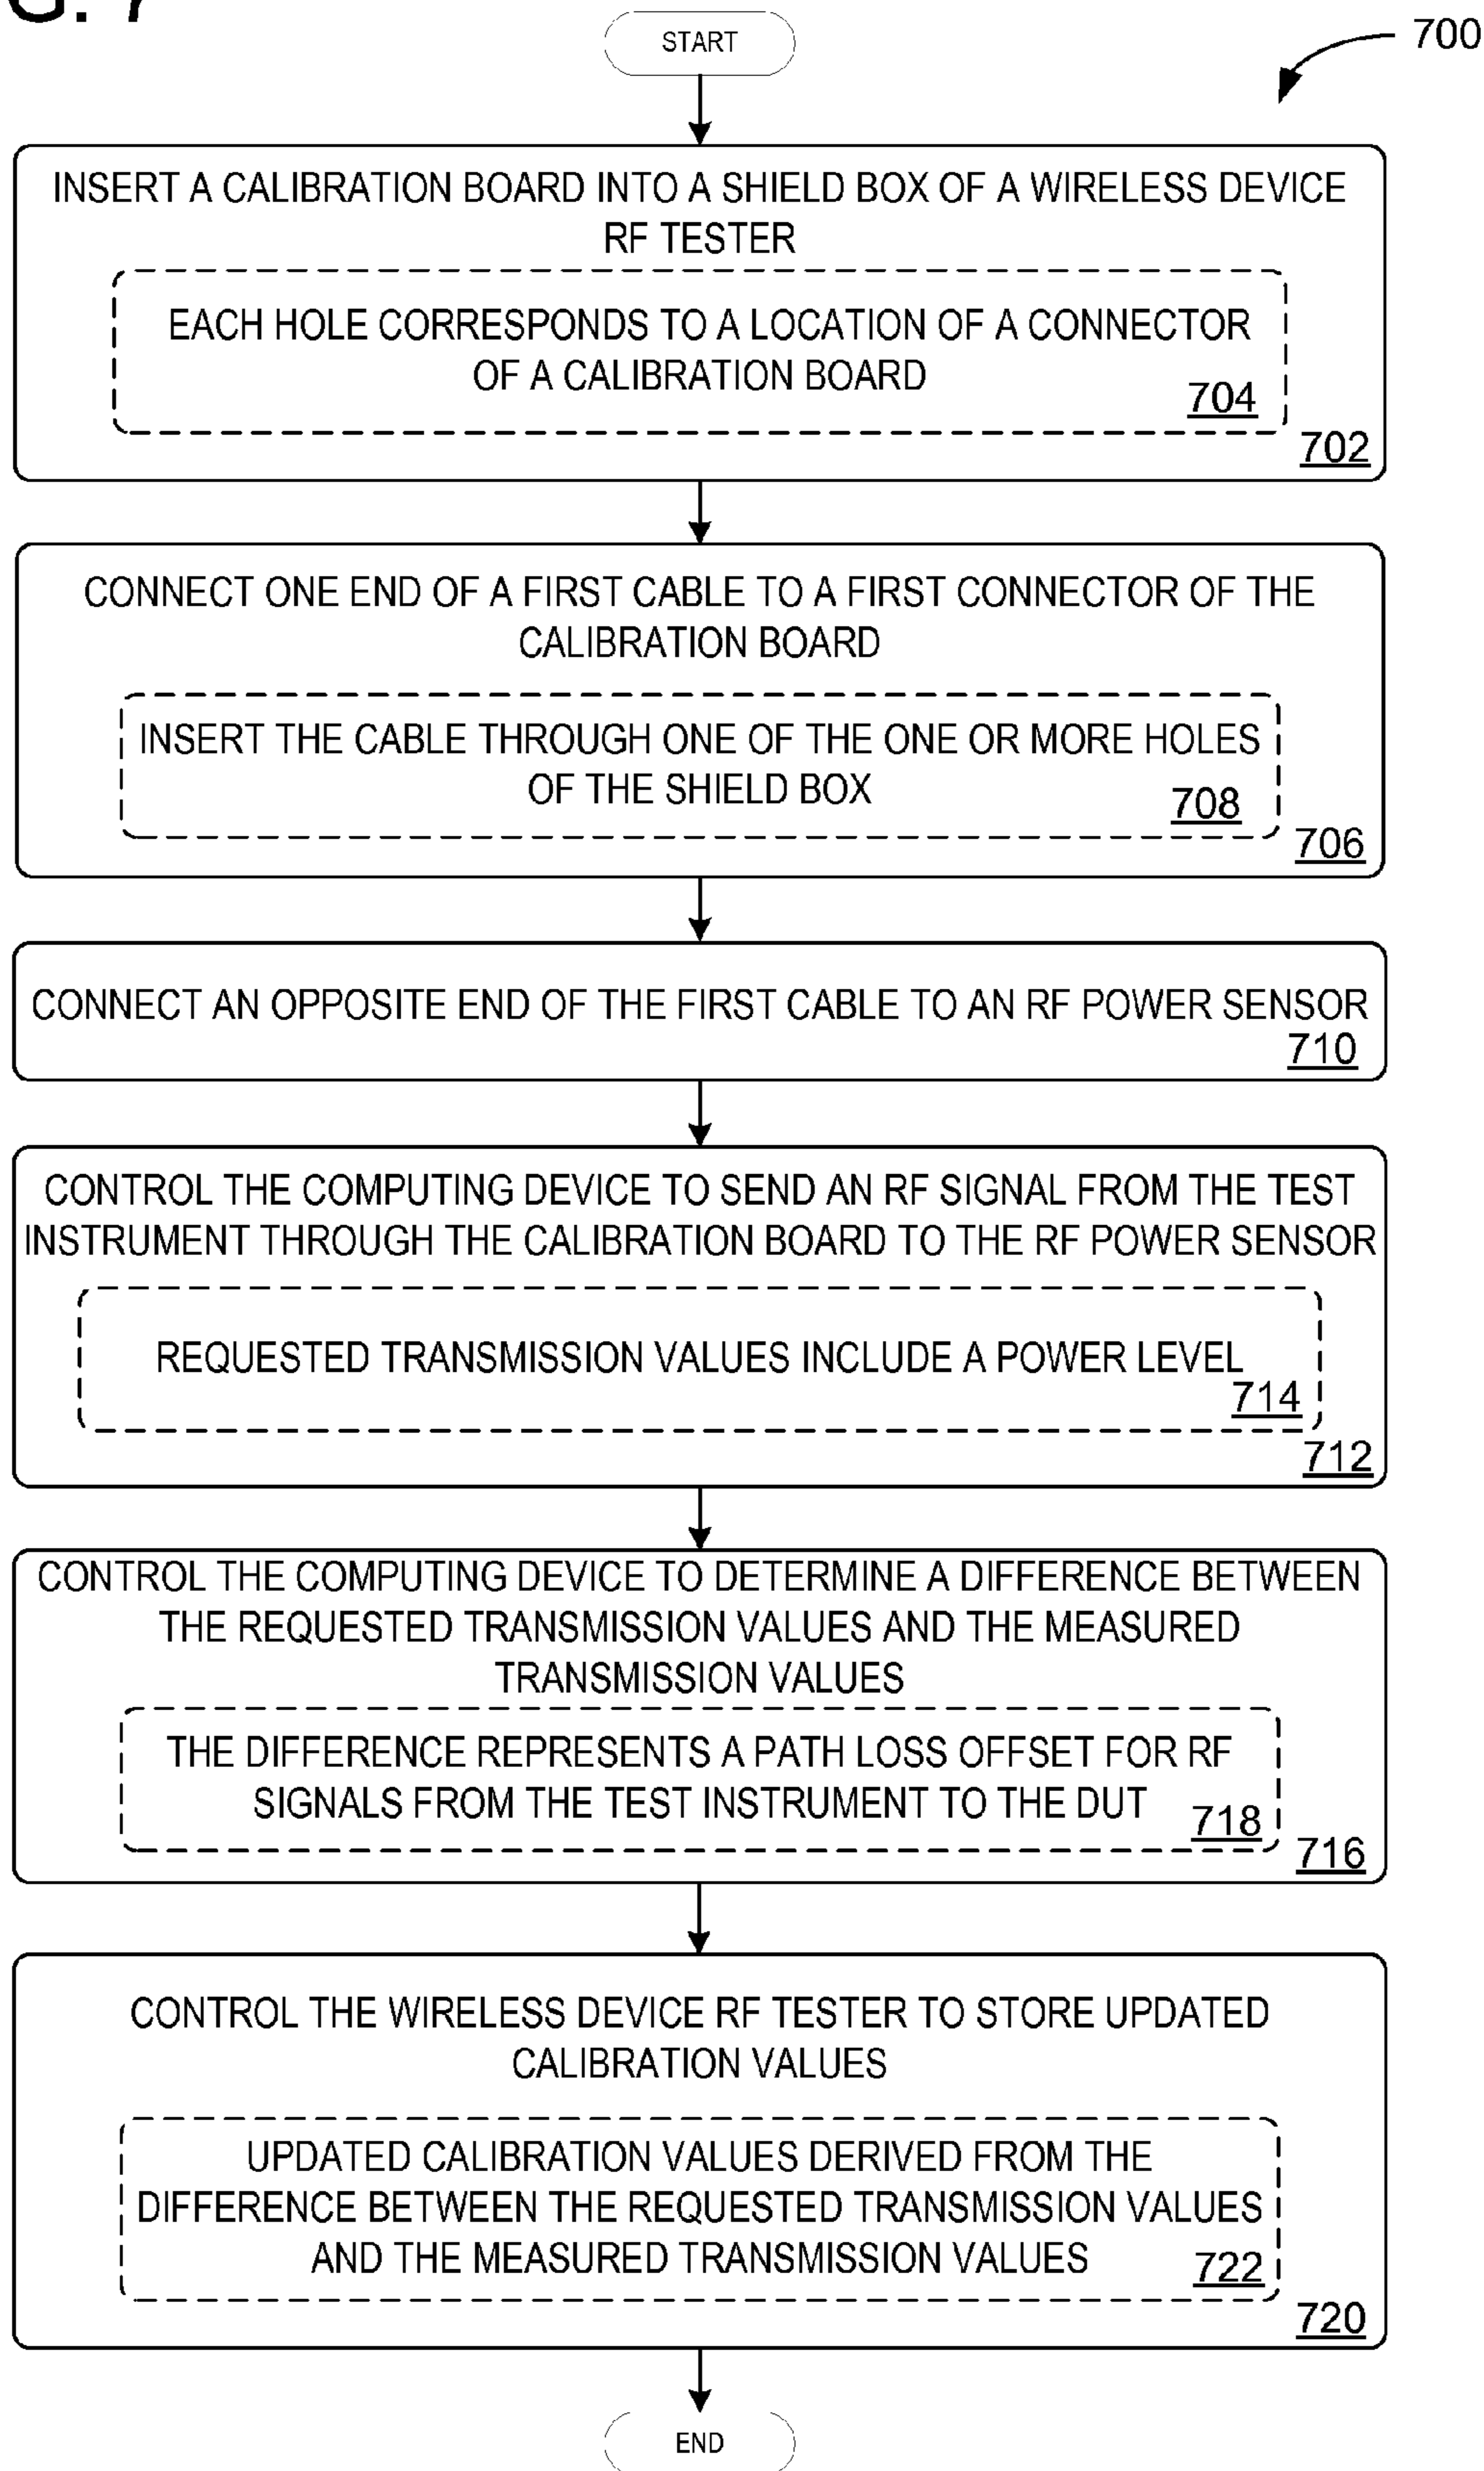 G. 7
START
700
INSERT A CALIBRATION BOARD INTO A SHIELD BOX OF A WIRELESS DEVICE
RF TESTER
EACH HOLE CORRESPONDS TO A LOCATION OF A CONNECTOR
OF A CALIBRATION BOARD
704
702
CONNECT ONE END OF A FIRST CABLE TO A FIRST CONNECTOR OF THE
CALIBRATION BOARD
INSERT THE CABLE THROUGH ONE OF THE ONE OR MORE HOLES
OF THE SHIELD BOX
708
706
CONNECT AN OPPOSITE END OF THE FIRST CABLE TO AN RF POWER SENSOR
710
CONTROL THE COMPUTING DEVICE TO SEND AN RF SIGNAL FROM THE TEST
INSTRUMENT THROUGH THE CALIBRATION BOARD TO THE RF POWER SENSOR
REQUESTED TRANSMISSION VALUES INCLUDE A POWER LEVEL
714
712
CONTROL THE COMPUTING DEVICE TO DETERMINE A DIFFERENCE BETWEEN
THE REQUESTED TRANSMISSION VALUES AND THE MEASURED
TRANSMISSION VALUES
THE DIFFERENCE REPRESENTS A PATH LOSS OFFSET FOR RF
SIGNALS FROM THE TEST INSTRUMENT TO THE DUT
718
716
CONTROL THE WIRELESS DEVICE RF TESTER TO STORE UPDATED
CALIBRATION VALUES
UPDATED CALIBRATION VALUES DERIVED FROM THE
DIFFERENCE BETWEEN THE REQUESTED TRANSMISSION VALUES
AND THE MEASURED TRANSMISSION VALUES
722
720
END